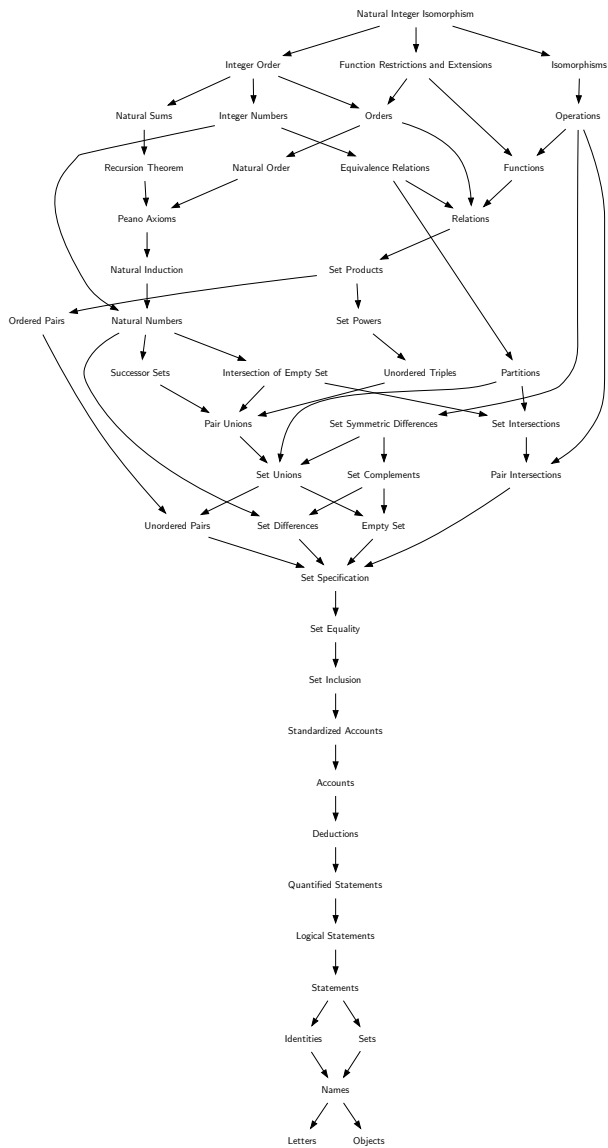 Natural Integer Isomorphism
Integer Order
Function Restrictions and Extensions
Isomorphisms
Natural Sums
Integer Numbers
Orders
Operations
Recursion Theorem
Natural Order
Equivalence Relations
Functions
Peano Axioms
Relations
Natural Induction
Set Products
Ordered Pairs
Natural Numbers
Set Powers
Successor Sets
Intersection of Empty Set
Unordered Triples
Partitions
Pair Unions
Set Symmetric Differences
Set Intersections
Set Unions
Set Complements
Pair Intersections
Unordered Pairs
Set Differences
Empty Set
Set Specification
Set Equality
Set Inclusion
Standardized Accounts
Accounts
Deductions
Quantified Statements
Logical Statements
Statements
Identities
Sets
Names
Letters
Objects